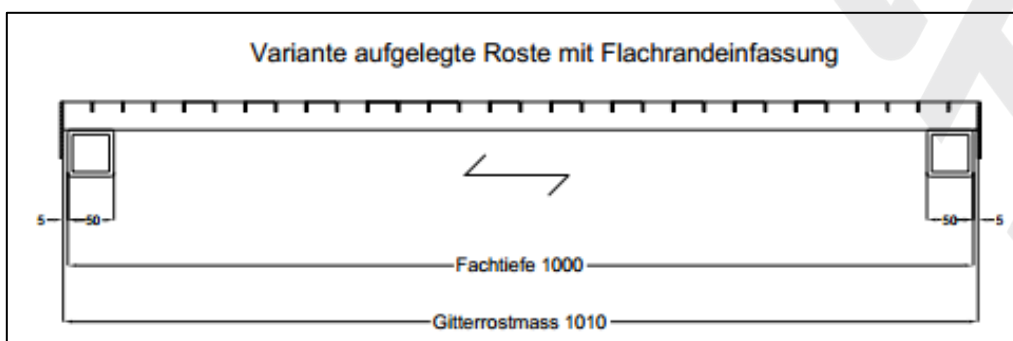 Variante aufgelegte Roste mit Flachrandeinfassung
5 50 50 5
Fachtiefe 1000
Gitterrostmass 1010